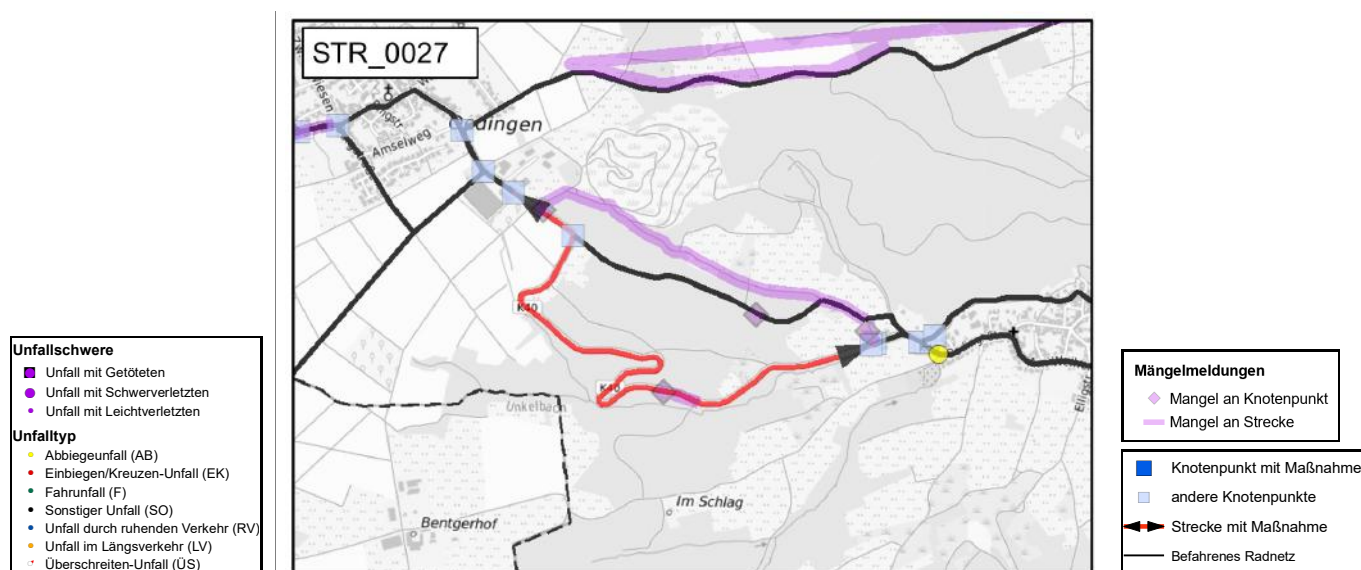 STR_0027
Wiesen
Amselweg
K40
K40
Unkelbach
Im Schlag
Bentgerhof
Unfallschwere
Unfall mit Getöteten
Unfall mit Schwerverletzten
Unfall mit Leichtverletzten
Unfalltyp
Abbiegeunfall (AB)
Einbiegen/Kreuzen-Unfall (EK)
Fahrunfall (F)
Sonstiger Unfall (SO)
Unfall durch ruhenden Verkehr (RV)
Unfall im Längsverkehr (LV)
Überschreiten-Unfall (ÜS)
Mängelmeldungen
Mangel an Knotenpunkt
Mangel an Strecke
Knotenpunkt mit Maßnahme
andere Knotenpunkte
Strecke mit Maßnahme
Befahrenes Radnetz